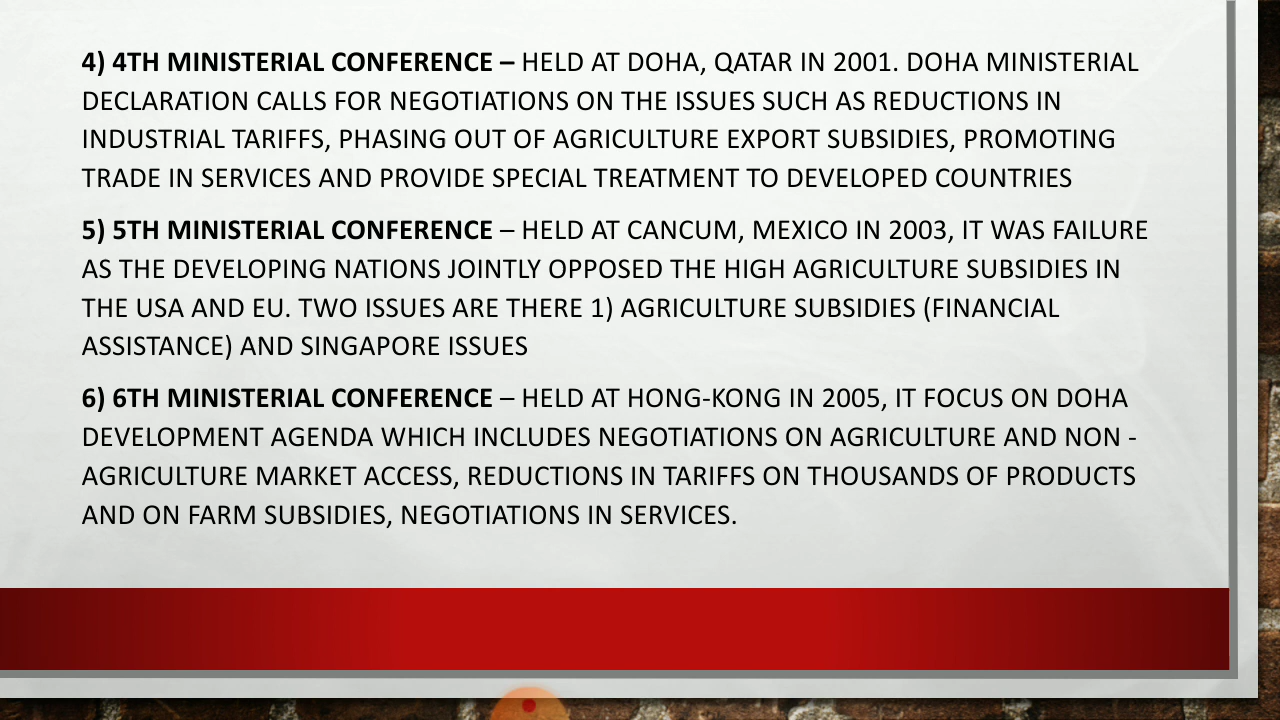 4) 4TH MINISTERIAL CONFERENCE – HELD AT DOHA, QATAR IN 2001. DOHA MINISTERIAL
DECLARATION CALLS FOR NEGOTIATIONS ON THE ISSUES SUCH AS REDUCTIONS IN
INDUSTRIAL TARIFFS, PHASING OUT OF AGRICULTURE EXPORT SUBSIDIES, PROMOTING
TRADE IN SERVICES AND PROVIDE SPECIAL TREATMENT TO DEVELOPED COUNTRIES
5) 5TH MINISTERIAL CONFERENCE – HELD AT CANCUM, MEXICO IN 2003, IT WAS FAILURE
AS THE DEVELOPING NATIONS JOINTLY OPPOSED THE HIGH AGRICULTURE SUBSIDIES IN
THE USA AND EU. TWO ISSUES ARE THERE 1) AGRICULTURE SUBSIDIES (FINANCIAL
ASSISTANCE) AND SINGAPORE ISSUES
6) 6TH MINISTERIAL CONFERENCE – HELD AT HONG-KONG IN 2005, IT FOCUS ON DOHA
DEVELOPMENT AGENDA WHICH INCLUDES NEGOTIATIONS ON AGRICULTURE AND NON -
AGRICULTURE MARKET ACCESS, REDUCTIONS IN TARIFFS ON THOUSANDS OF PRODUCTS
AND ON FARM SUBSIDIES, NEGOTIATIONS IN SERVICES.